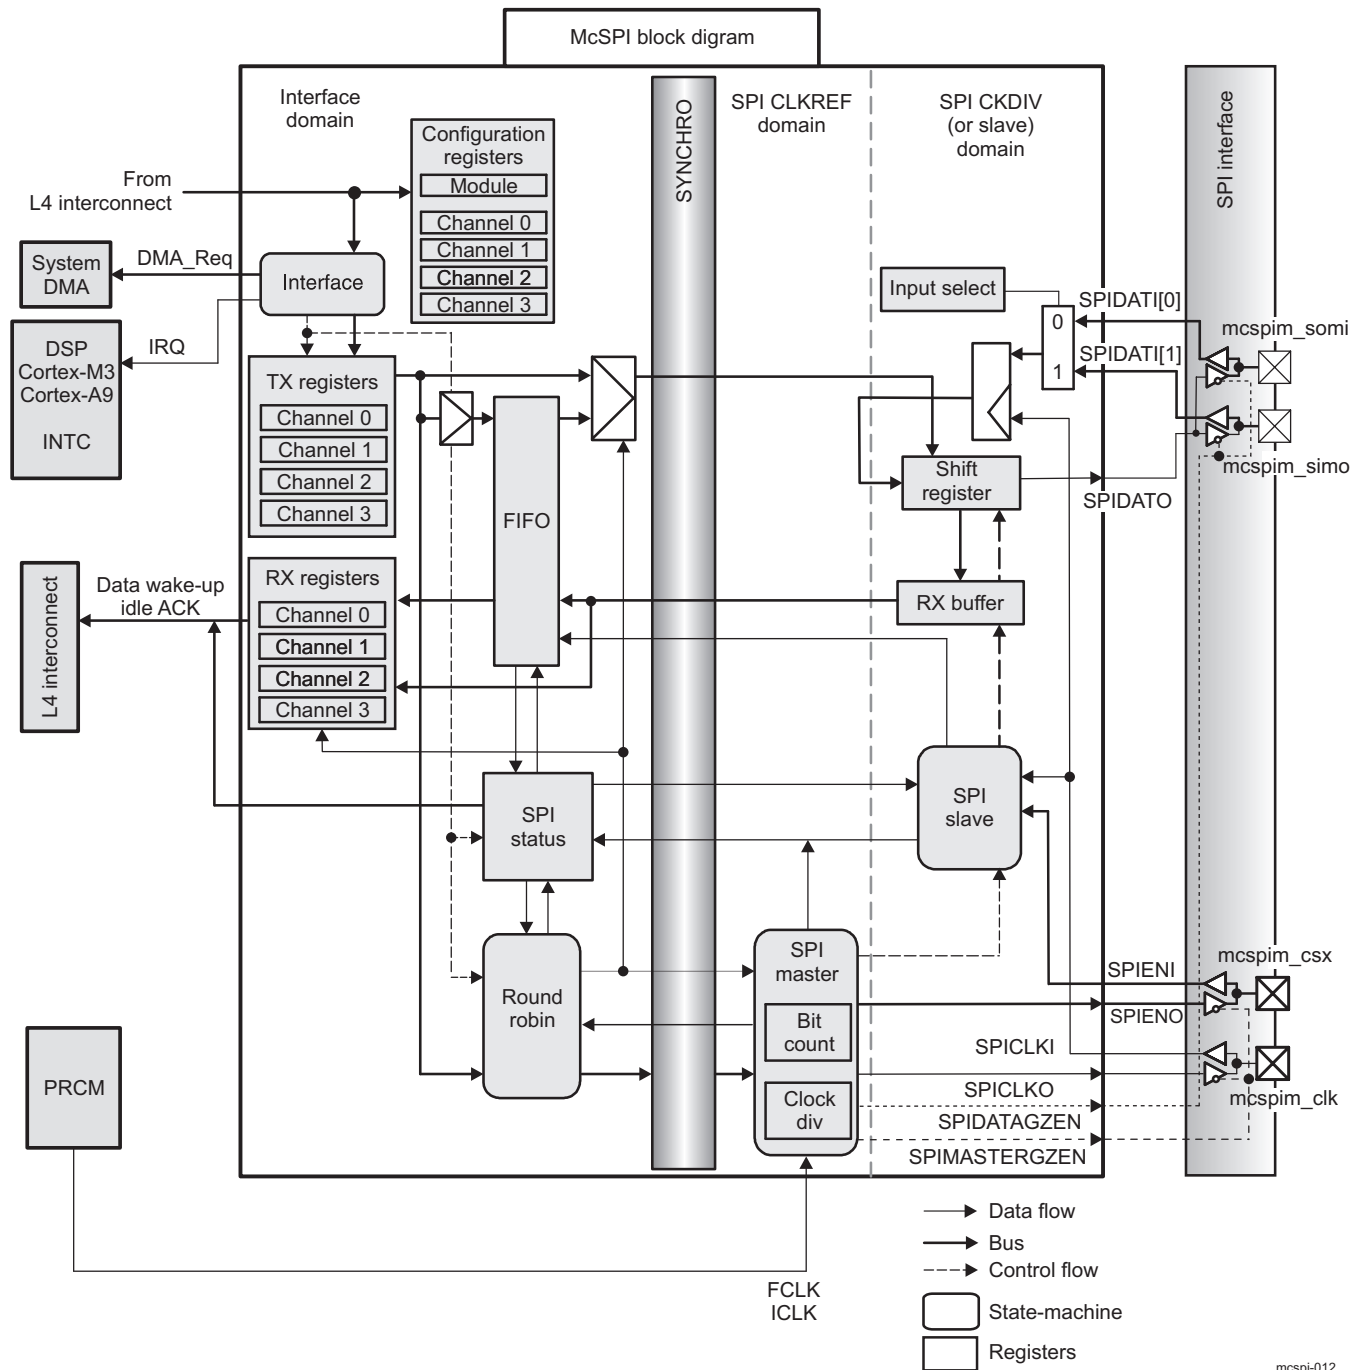 McSPI block digram
Interface
domain
SYNCHRO
SPI CLKREF
domain
SPI CKDIV
(or slave)
domain
SPI interface
Configuration
registers
Module
Channel 0
Channel 1
Channel 2
Channel 3
From
L4 interconnect
System
DMA
DMA_Req
Interface
DSP
Cortex-M3
Cortex-A9
INTC
IRQ
Input select
0
1
SPIDATI[0]
SPIDATI[1]
mcspim_somi
mcspim_simo
TX registers
Channel 0
Channel 1
Channel 2
Channel 3
FIFO
Shift
register
SPIDATO
L4 interconnect
Data wake-up
idle ACK
RX registers
Channel 0
Channel 1
Channel 2
Channel 3
RX buffer
SPI
status
SPI
slave
Round
robin
SPI
master
Bit
count
Clock
div
SPIENI
SPIENO
mcspim_csx
SPICLKI
SPICLKO
mcspim_clk
SPIDATAGZEN
SPIMASTERGZEN
PRCM
FCLK
ICLK
Data flow
Bus
Control flow
State-machine
Registers
mcspi-012